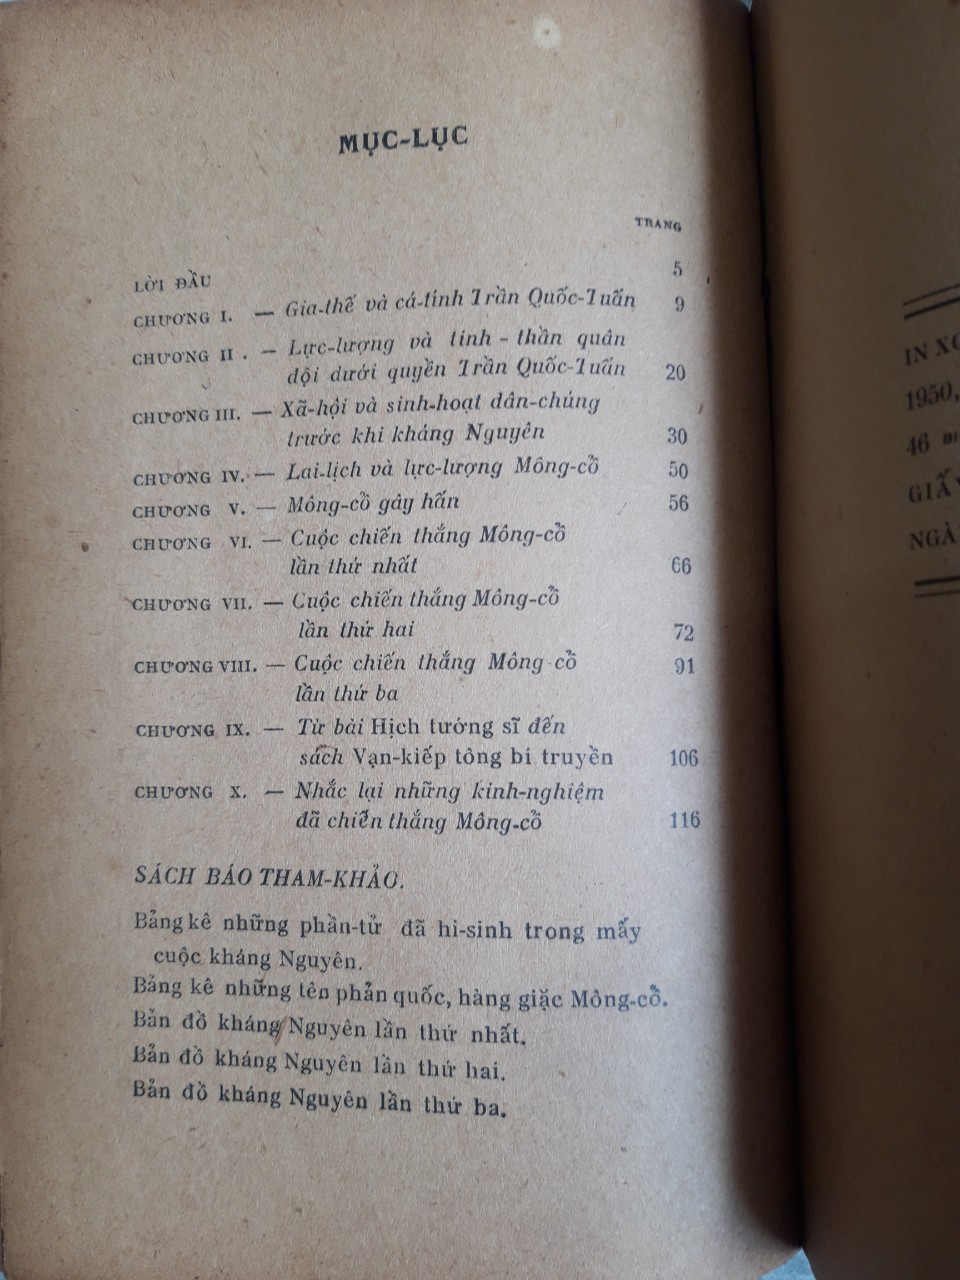 MỤC-LỤC
TRANG
LỜI ĐẦU 5
CHƯƠNG I. — Gia-thế và cá-tính Trần Quốc-Tuấn 9
CHƯƠNG II. — Lực-lượng và tinh-thần quân
đội dưới quyền Trần Quốc-Tuấn 20
CHƯƠNG III. — Xã-hội và sinh-hoạt dân-chúng
trước khi kháng Nguyên 30
CHƯƠNG IV. — Lai-lịch và lực-lượng Mông-cổ 50
CHƯƠNG V. — Mông-cổ gây hấn 56
CHƯƠNG VI. — Cuộc chiến thắng Mông-cổ
lần thứ nhất 66
CHƯƠNG VII. — Cuộc chiến thắng Mông-cổ
lần thứ hai 72
CHƯƠNG VIII. — Cuộc chiến thắng Mông-cổ 91
lần thứ ba
CHƯƠNG IX. — Từ bài Hịch tướng sĩ đến
sách Vạn-kiếp tông bí truyền 106
CHƯƠNG X. — Nhắc lại những kinh-nghiệm
đã chiến thắng Mông-cổ 116
SÁCH BÁO THAM-KHẢO.
Bảng kê những phần-tử đã hi-sinh trong mấy
cuộc kháng Nguyên.
Bảng kê những tên phản quốc, hàng giặc Mông-cổ.
Bản đồ kháng Nguyên lần thứ nhất.
Bản đồ kháng Nguyên lần thứ hai.
Bản đồ kháng Nguyên lần thứ ba.
IN
1950,
46